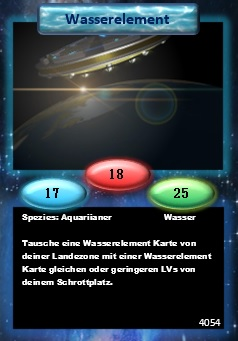 Wasserelement
18
17
25
Spezies: Aquariianer Wasser
Tausche eine Wasserelement Karte von
deiner Landezone mit einer Wasserelement
Karte gleichen oder geringeren LVs von
deinem Schrottplatz.
4054